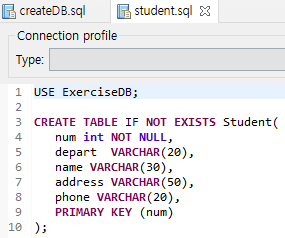 createDB.sql
student.sql
Connection profile
Type:
1 USE ExerciseDB;
2
3 CREATE TABLE IF NOT EXISTS Student(
4 num int NOT NULL,
5 depart  VARCHAR(20),
6 name VARCHAR(30),
7 address VARCHAR(50),
8 phone VARCHAR(20),
9 PRIMARY KEY (num)
10 );